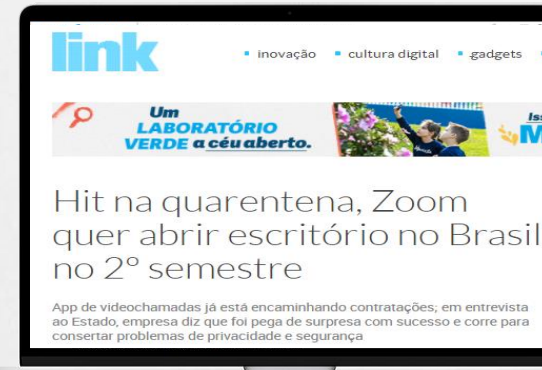 link
inovação
cultura digital
gadgets
Um
LABORATÓRIO
VERDE a céu aberto.
Hit na quarentena, Zoom
quer abrir escritório no Brasil
no 2º semestre
App de videochamadas já está encaminhando contratações; em entrevista
ao Estado, empresa diz que foi pega de surpresa com sucesso e corre para
consertar problemas de privacidade e segurança